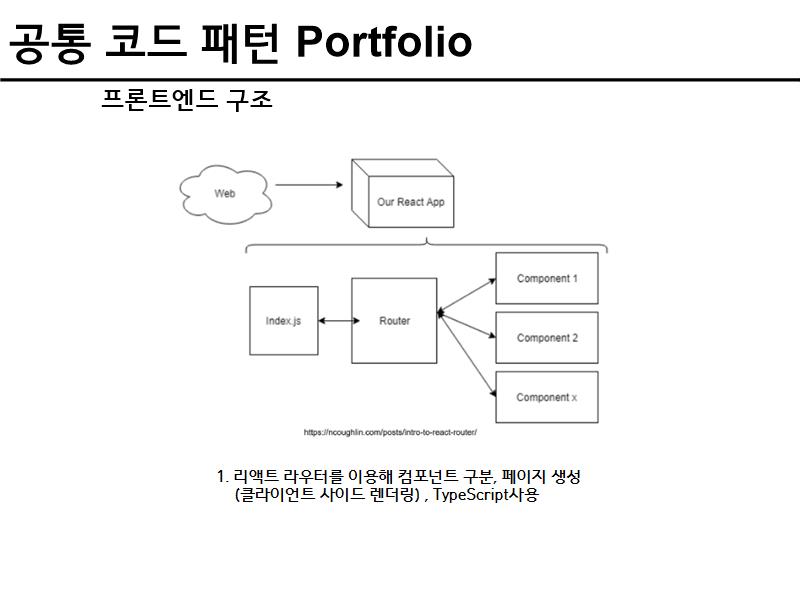 공통 코드 패턴 Portfolio
프론트엔드 구조
Web
Our React App
Index.js
Router
Component 1
Component 2
Component x
https://ncoughlin.com/posts/intro-to-react-router/
1. 리액트 라우터를 이용해 컴포넌트 구분, 페이지 생성
(클라이언트 사이드 렌더링) , TypeScript사용